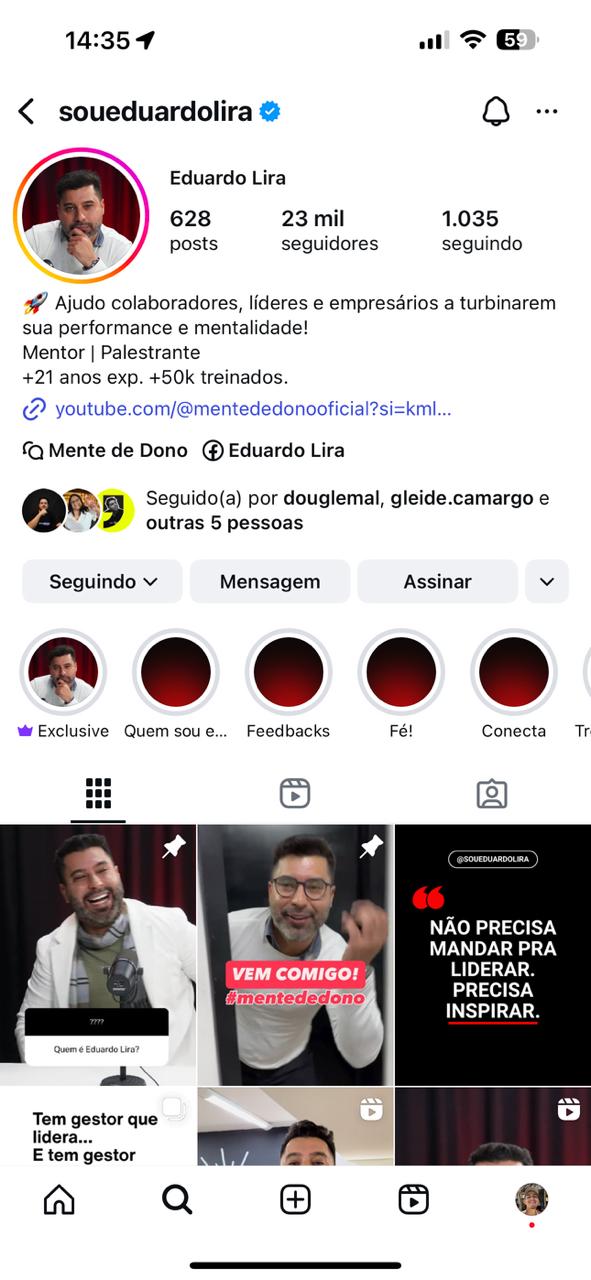 14:35
59
soueduardolira
Eduardo Lira
628
posts
23 mil
seguidores
1.035
seguindo
🚀 Ajudo colaboradores, líderes e empresários a turbinarem
sua performance e mentalidade!
Mentor | Palestrante
+21 anos exp. +50k treinados.
youtube.com/@mentededonooficial?si=kml...
Mente de Dono
Eduardo Lira
Seguido(a) por douglemal, gleide.camargo e
outras 5 pessoas
Seguindo
Mensagem
Assinar
Exclusive
Quem sou e...
Feedbacks
Fé!
Conecta
Tr
????
Quem é Eduardo Lira?
VEM COMIGO!
#mentededono
@SOUEDUARDOLIRA
NÃO PRECISA
MANDAR PRA
LIDERAR.
PRECISA
INSPIRAR.
Tem gestor que
lidera...
E tem gestor